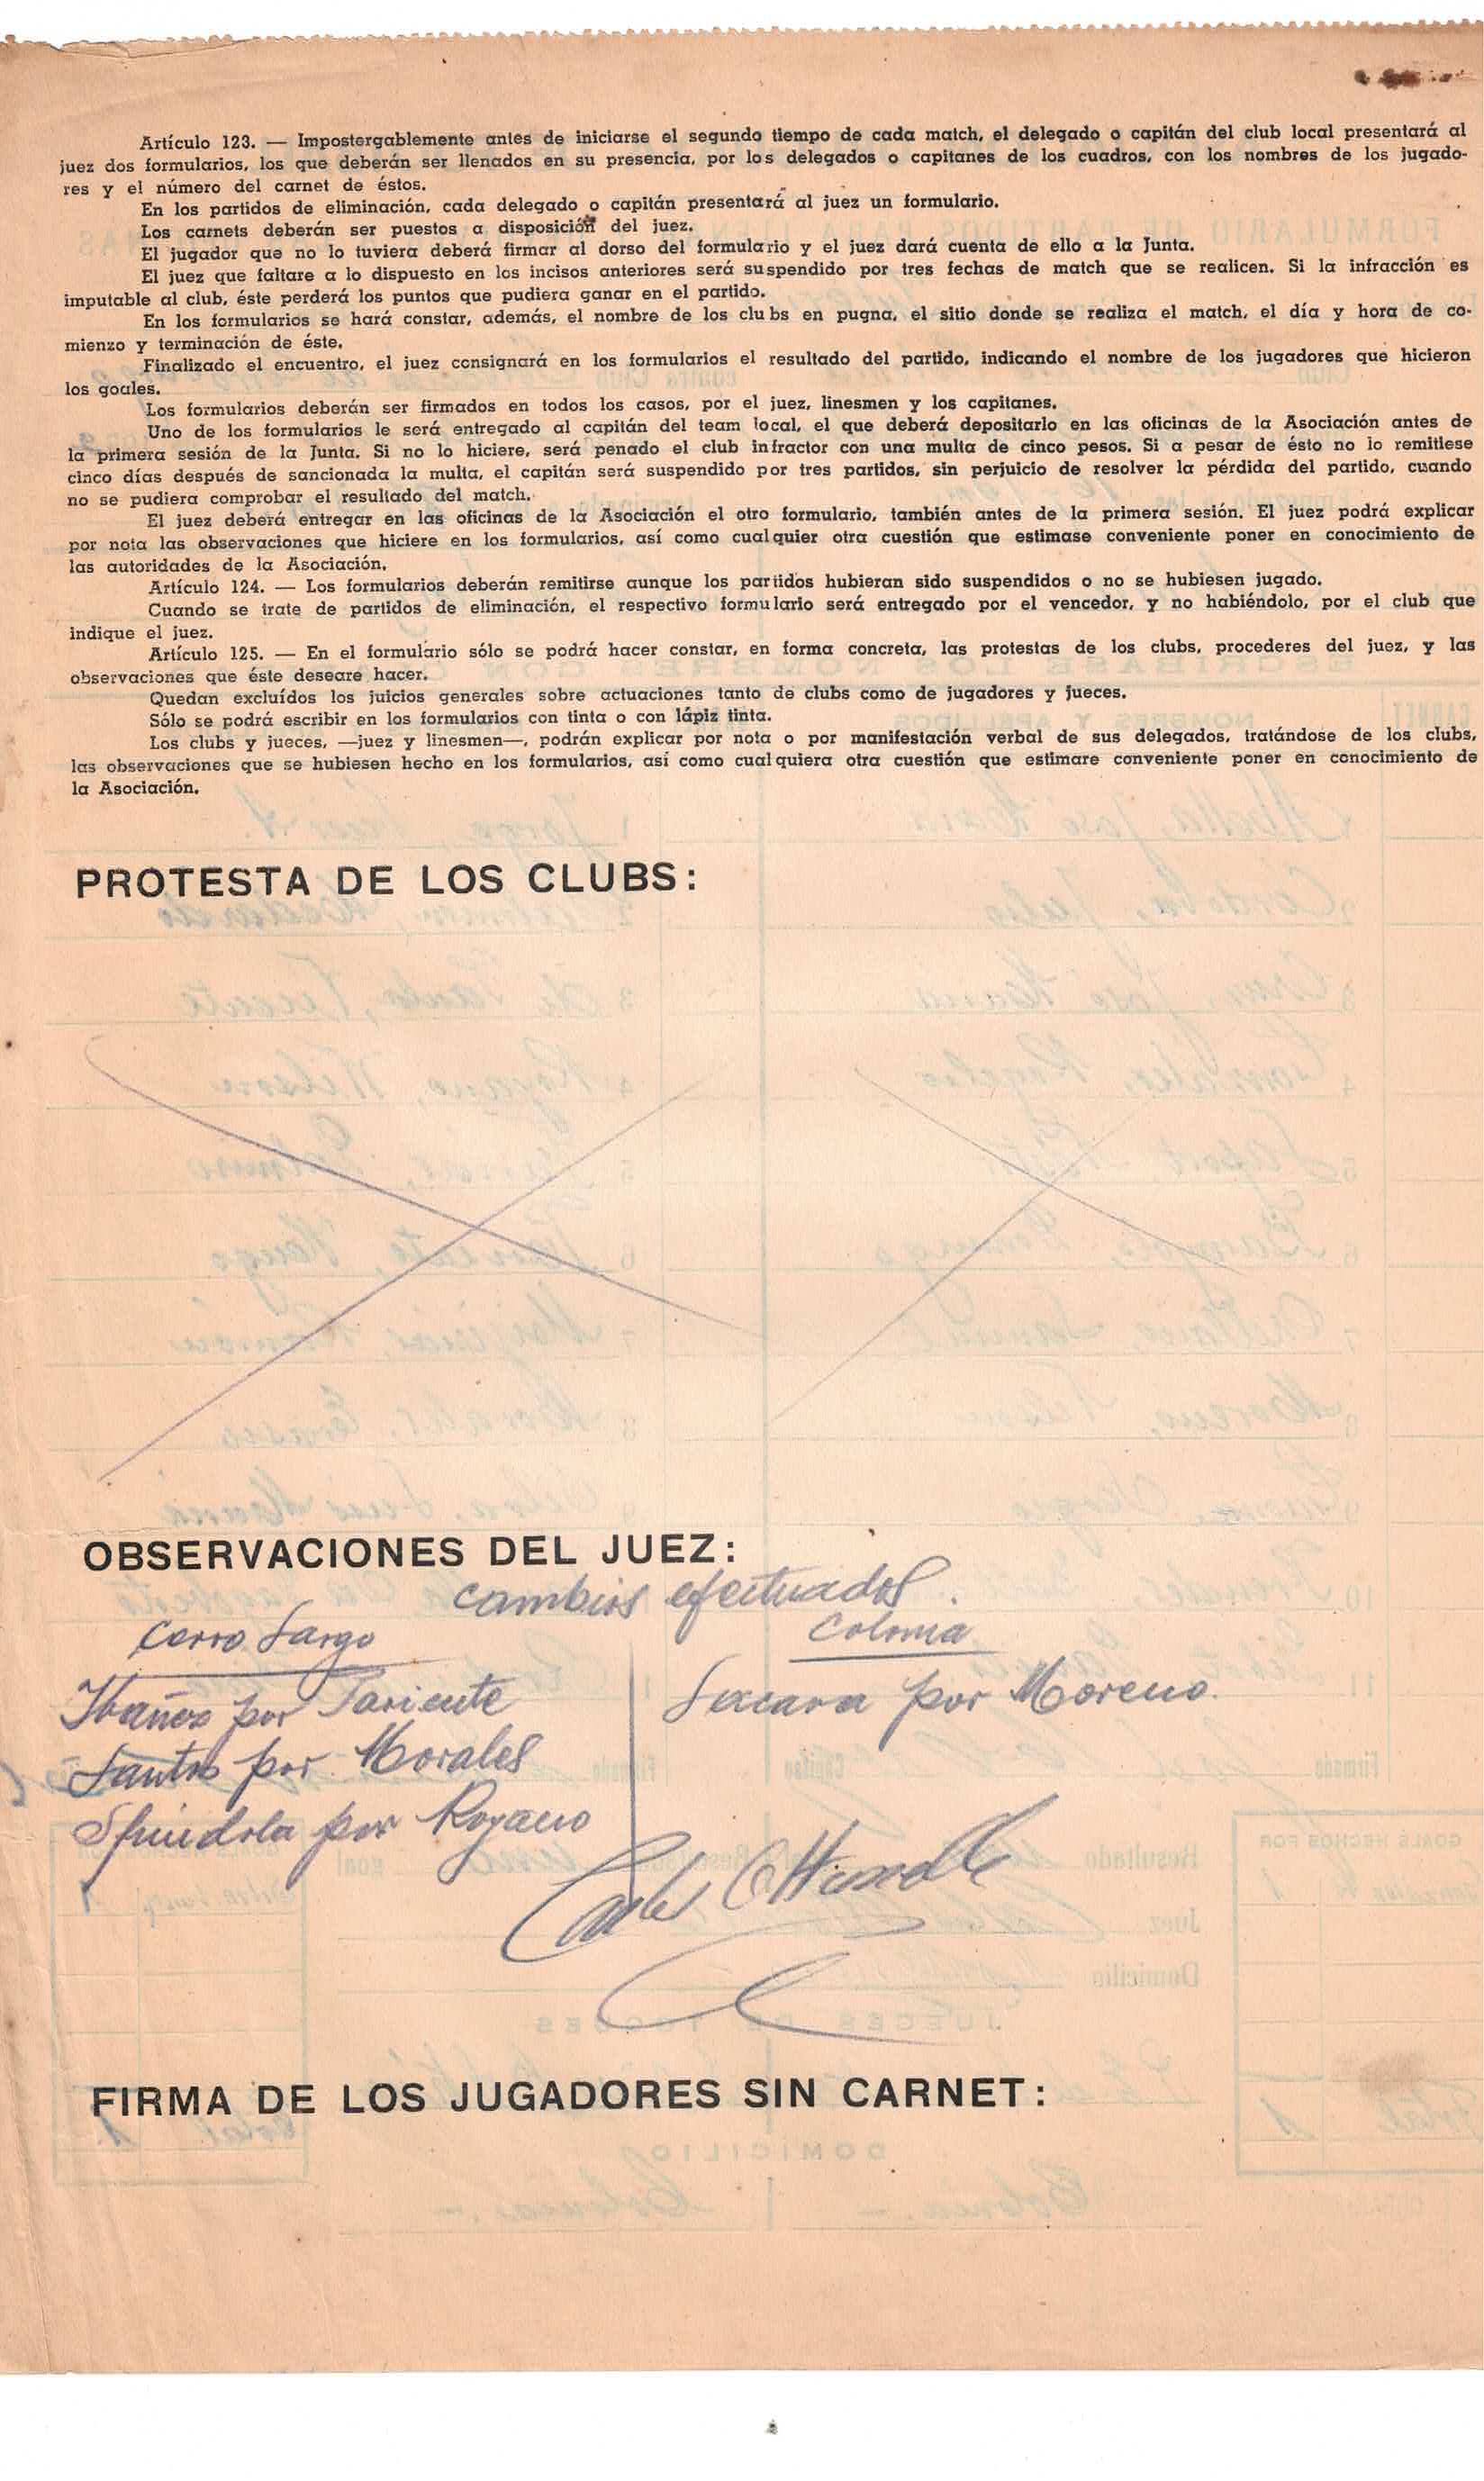 Artículo 123. — Impostergablemente antes de iniciarse el segundo tiempo de cada match, el delegado o capitán del club local presentará al
juez dos formularios, los que deberán ser llenados en su presencia, por los delegados o capitanes de los cuadros, con los nombres de los jugado-
res y el número del carnet de éstos.
En los partidos de eliminación, cada delegado o capitán presentará al juez un formulario.
Los carnets deberán ser puestos a disposición del juez.
El jugador que no lo tuviera deberá firmar al dorso del formulario y el juez dará cuenta de ello a la Junta.
El juez que faltare a lo dispuesto en los incisos anteriores será suspendido por tres fechas de match que se realicen. Si la infracción es
imputable al club, éste perderá los puntos que pudiera ganar en el partido.
En los formularios se hará constar, además, el nombre de los clubs en pugna, el sitio donde se realiza el match, el día y hora de co-
mienzo y terminación de éste.
Finalizado el encuentro, el juez consignará en los formularios el resultado del partido, indicando el nombre de los jugadores que hicieron
los goales.
Los formularios deberán ser firmados en todos los casos, por el juez, linesmen y los capitanes.
Uno de los formularios le será entregado al capitán del team local, el que deberá depositarlo en las oficinas de la Asociación antes de
la primera sesión de la Junta. Si no lo hiciere, será penado el club infractor con una multa de cinco pesos. Si a pesar de ésto no lo remitiese
cinco días después de sancionada la multa, el capitán será suspendido por tres partidos, sin perjuicio de resolver la pérdida del partido, cuando
no se pudiera comprobar el resultado del match.
El juez deberá entregar en las oficinas de la Asociación el otro formulario, también antes de la primera sesión. El juez podrá explicar
por nota las observaciones que hiciere en los formularios, así como cualquier otra cuestión que estimase conveniente poner en conocimiento de
las autoridades de la Asociación.
Artículo 124. — Los formularios deberán remitirse aunque los partidos hubieran sido suspendidos o no se hubiesen jugado.
Cuando se trate de partidos de eliminación, el respectivo formulario será entregado por el vencedor, y no habiéndolo, por el club que
indique el juez.
Artículo 125. — En el formulario sólo se podrá hacer constar, en forma concreta, las protestas de los clubs, procederes del juez, y las
observaciones que éste deseare hacer.
Quedan excluídos los juicios generales sobre actuaciones tanto de clubs como de jugadores y jueces.
Sólo se podrá escribir en los formularios con tinta o con lápiz tinta.
Los clubs y jueces, —juez y linesmen—, podrán explicar por nota o por manifestación verbal de sus delegados, tratándose de los clubs,
las observaciones que se hubiesen hecho en los formularios, así como cualquiera otra cuestión que estimare conveniente poner en conocimiento de
la Asociación.
PROTESTA DE LOS CLUBS:
OBSERVACIONES DEL JUEZ:
cambios efectuados.
Cerro Largo
Ibañes por Pariente
Santos por Morales
Spindola por Royano
Colonia
por Moreno.
Carlos
FIRMA DE LOS JUGADORES SIN CARNET: